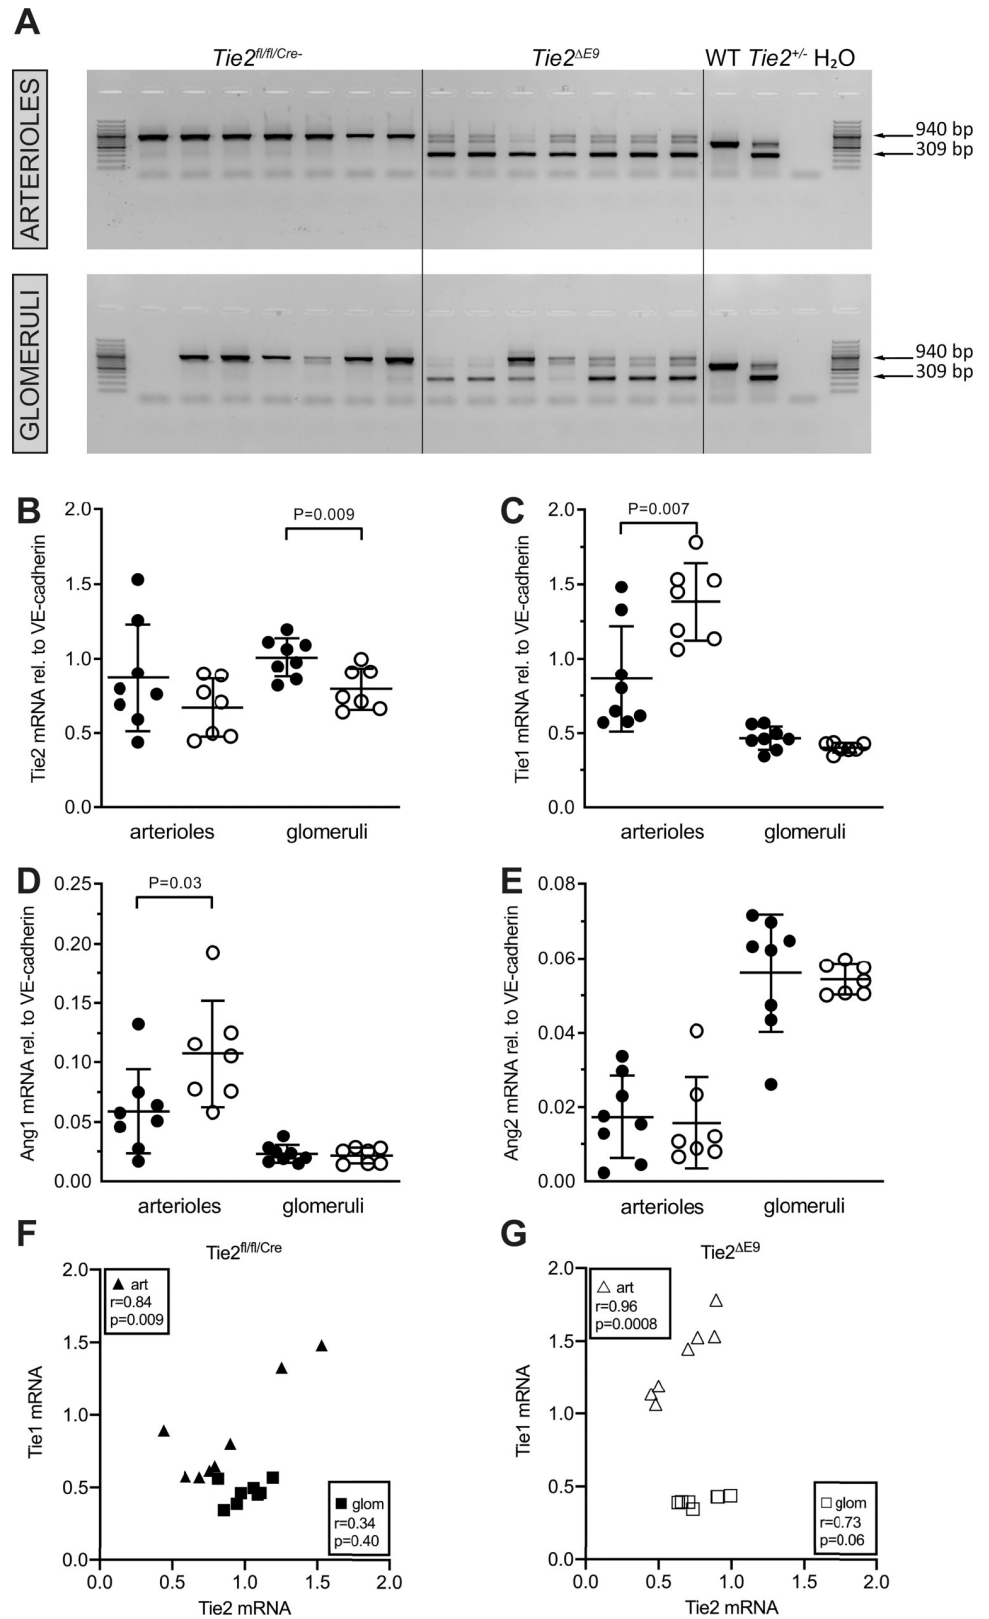 A
Tie2fl/fl/Cre- Tie2ΔE9 WT Tie2+/- H₂O
ARTERIOLES
940 bp
309 bp
GLOMERULI
940 bp
309 bp
B
Tie2 mRNA rel. to VE-cadherin
2.0
1.5
1.0
0.5
0.0
P=0.009
arterioles glomeruli
C
Tie1 mRNA rel. to VE-cadherin
2.0
1.5
1.0
0.5
0.0
P=0.007
arterioles glomeruli
D
Ang1 mRNA rel. to VE-cadherin
0.25
0.20
0.15
0.10
0.05
0.00
P=0.03
arterioles glomeruli
E
Ang2 mRNA rel. to VE-cadherin
0.08
0.06
0.04
0.02
0.00
arterioles glomeruli
F
Tie2fl/fl/Cre
Tie1 mRNA
2.0
1.5
1.0
0.5
0.0
art
r=0.84
p=0.009
glom
r=0.34
p=0.40
0.0 0.5 1.0 1.5 2.0
Tie2 mRNA
G
Tie2ΔE9
Tie1 mRNA
2.0
1.5
1.0
0.5
0.0
art
r=0.96
p=0.0008
glom
r=0.73
p=0.06
0.0 0.5 1.0 1.5 2.0
Tie2 mRNA